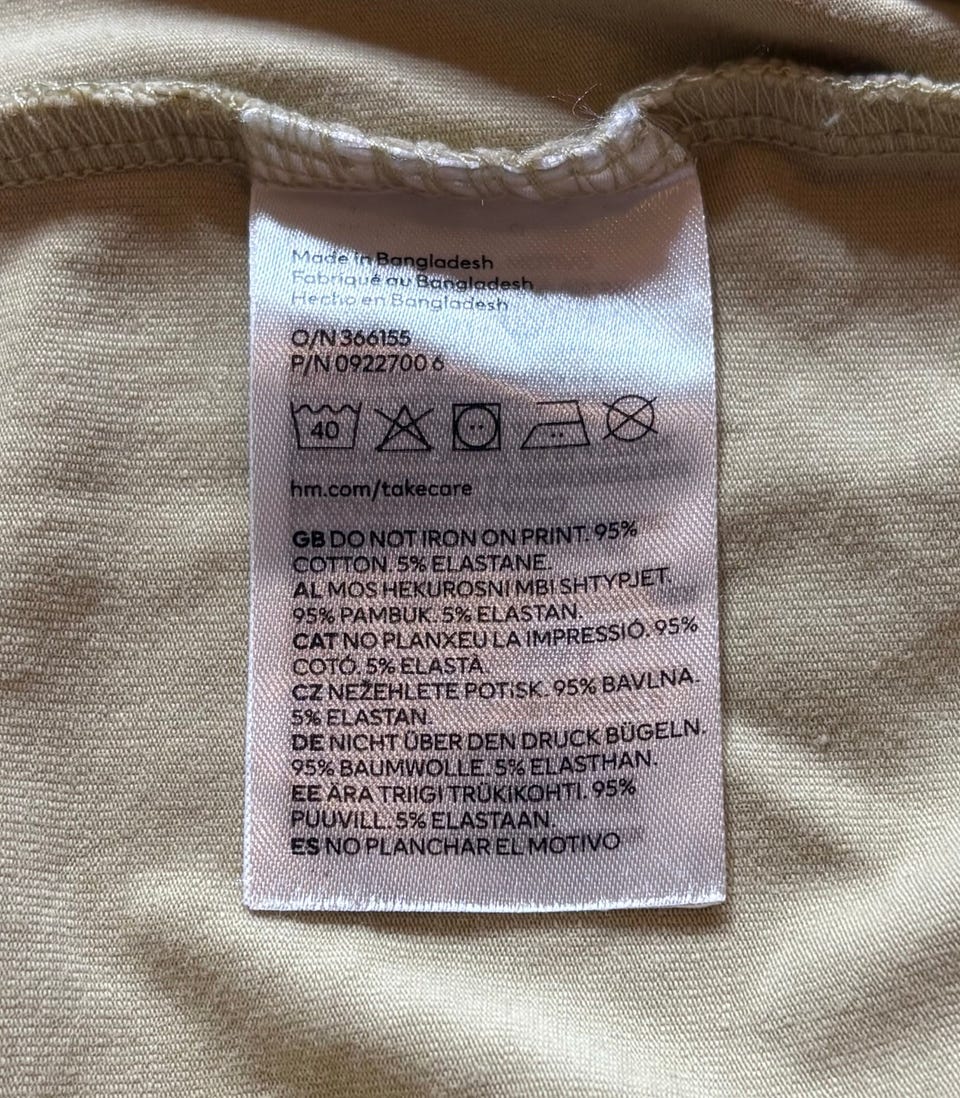 Made in Bangladesh
Fabriqué au Bangladesh
Hecho en Bangladesh
O/N 366155
P/N 0922700 6
40
hm.com/takecare
GB DO NOT IRON ON PRINT. 95%
COTTON. 5% ELASTANE.
AL MOS HEKUROSNI MBI SHTYPJET.
95% PAMBUK. 5% ELASTAN.
CAT NO PLANXEU LA IMPRESSIÓ. 95%
COTÓ. 5% ELASTÀ.
CZ NEŽEHLETE POTISK. 95% BAVLNA.
5% ELASTAN.
DE NICHT ÜBER DEN DRUCK BÜGELN.
95% BAUMWOLLE. 5% ELASTHAN.
EE ÄRA TRIIGI TRÜKIKOHTI. 95%
PUUVILL. 5% ELASTAAN.
ES NO PLANCHAR EL MOTIVO